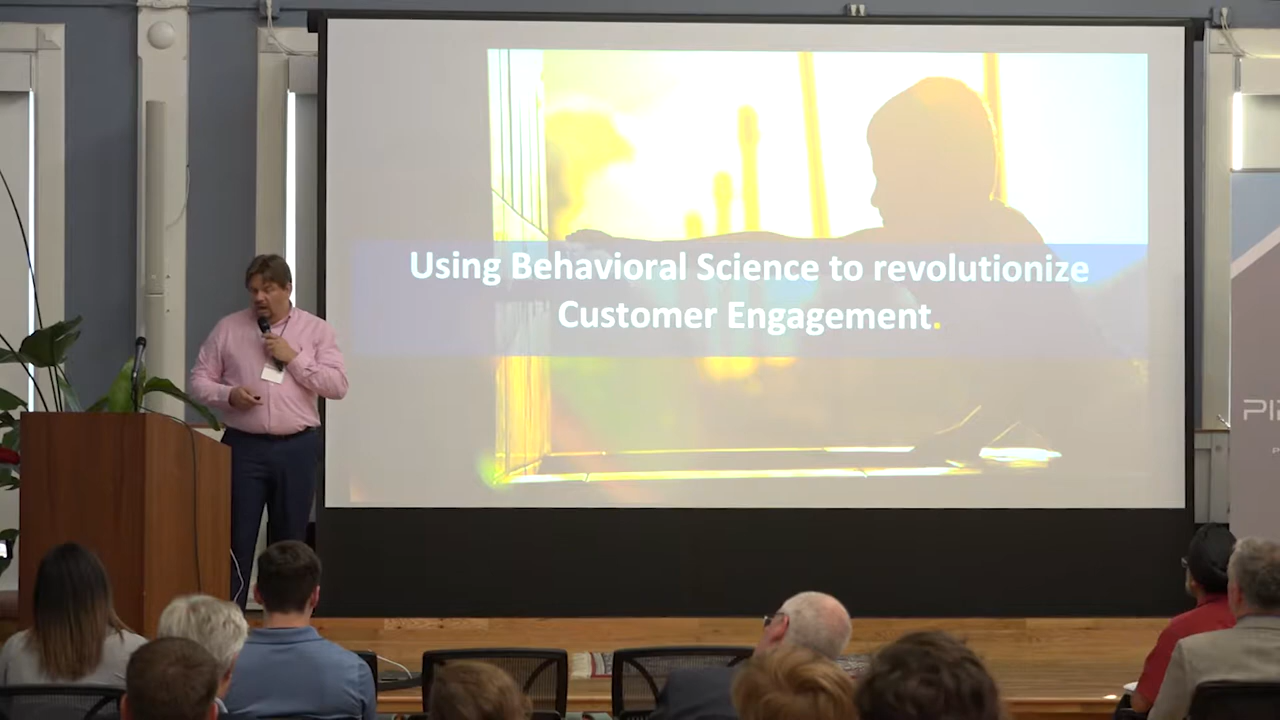 Using Behavioral Science to revolutionize
Customer Engagement.